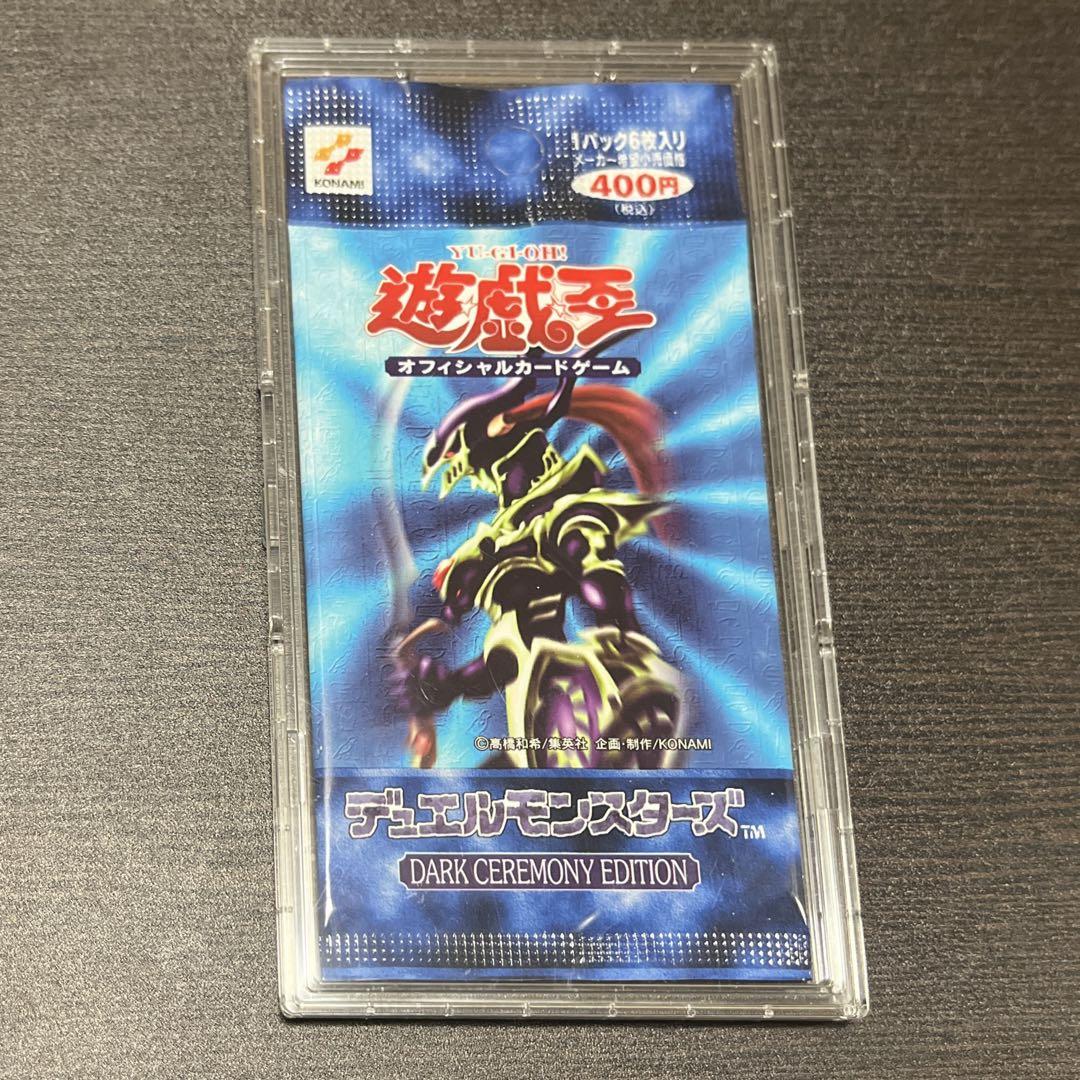 KONAMI
1パック6枚入り
メーカー希望小売価格
400円
(税込)
YU-GI-OH!
遊戯王
オフィシャルカードゲーム
©高橋和希/集英社 企画・制作/KONAMI
デュエルモンスターズ™
DARK CEREMONY EDITION